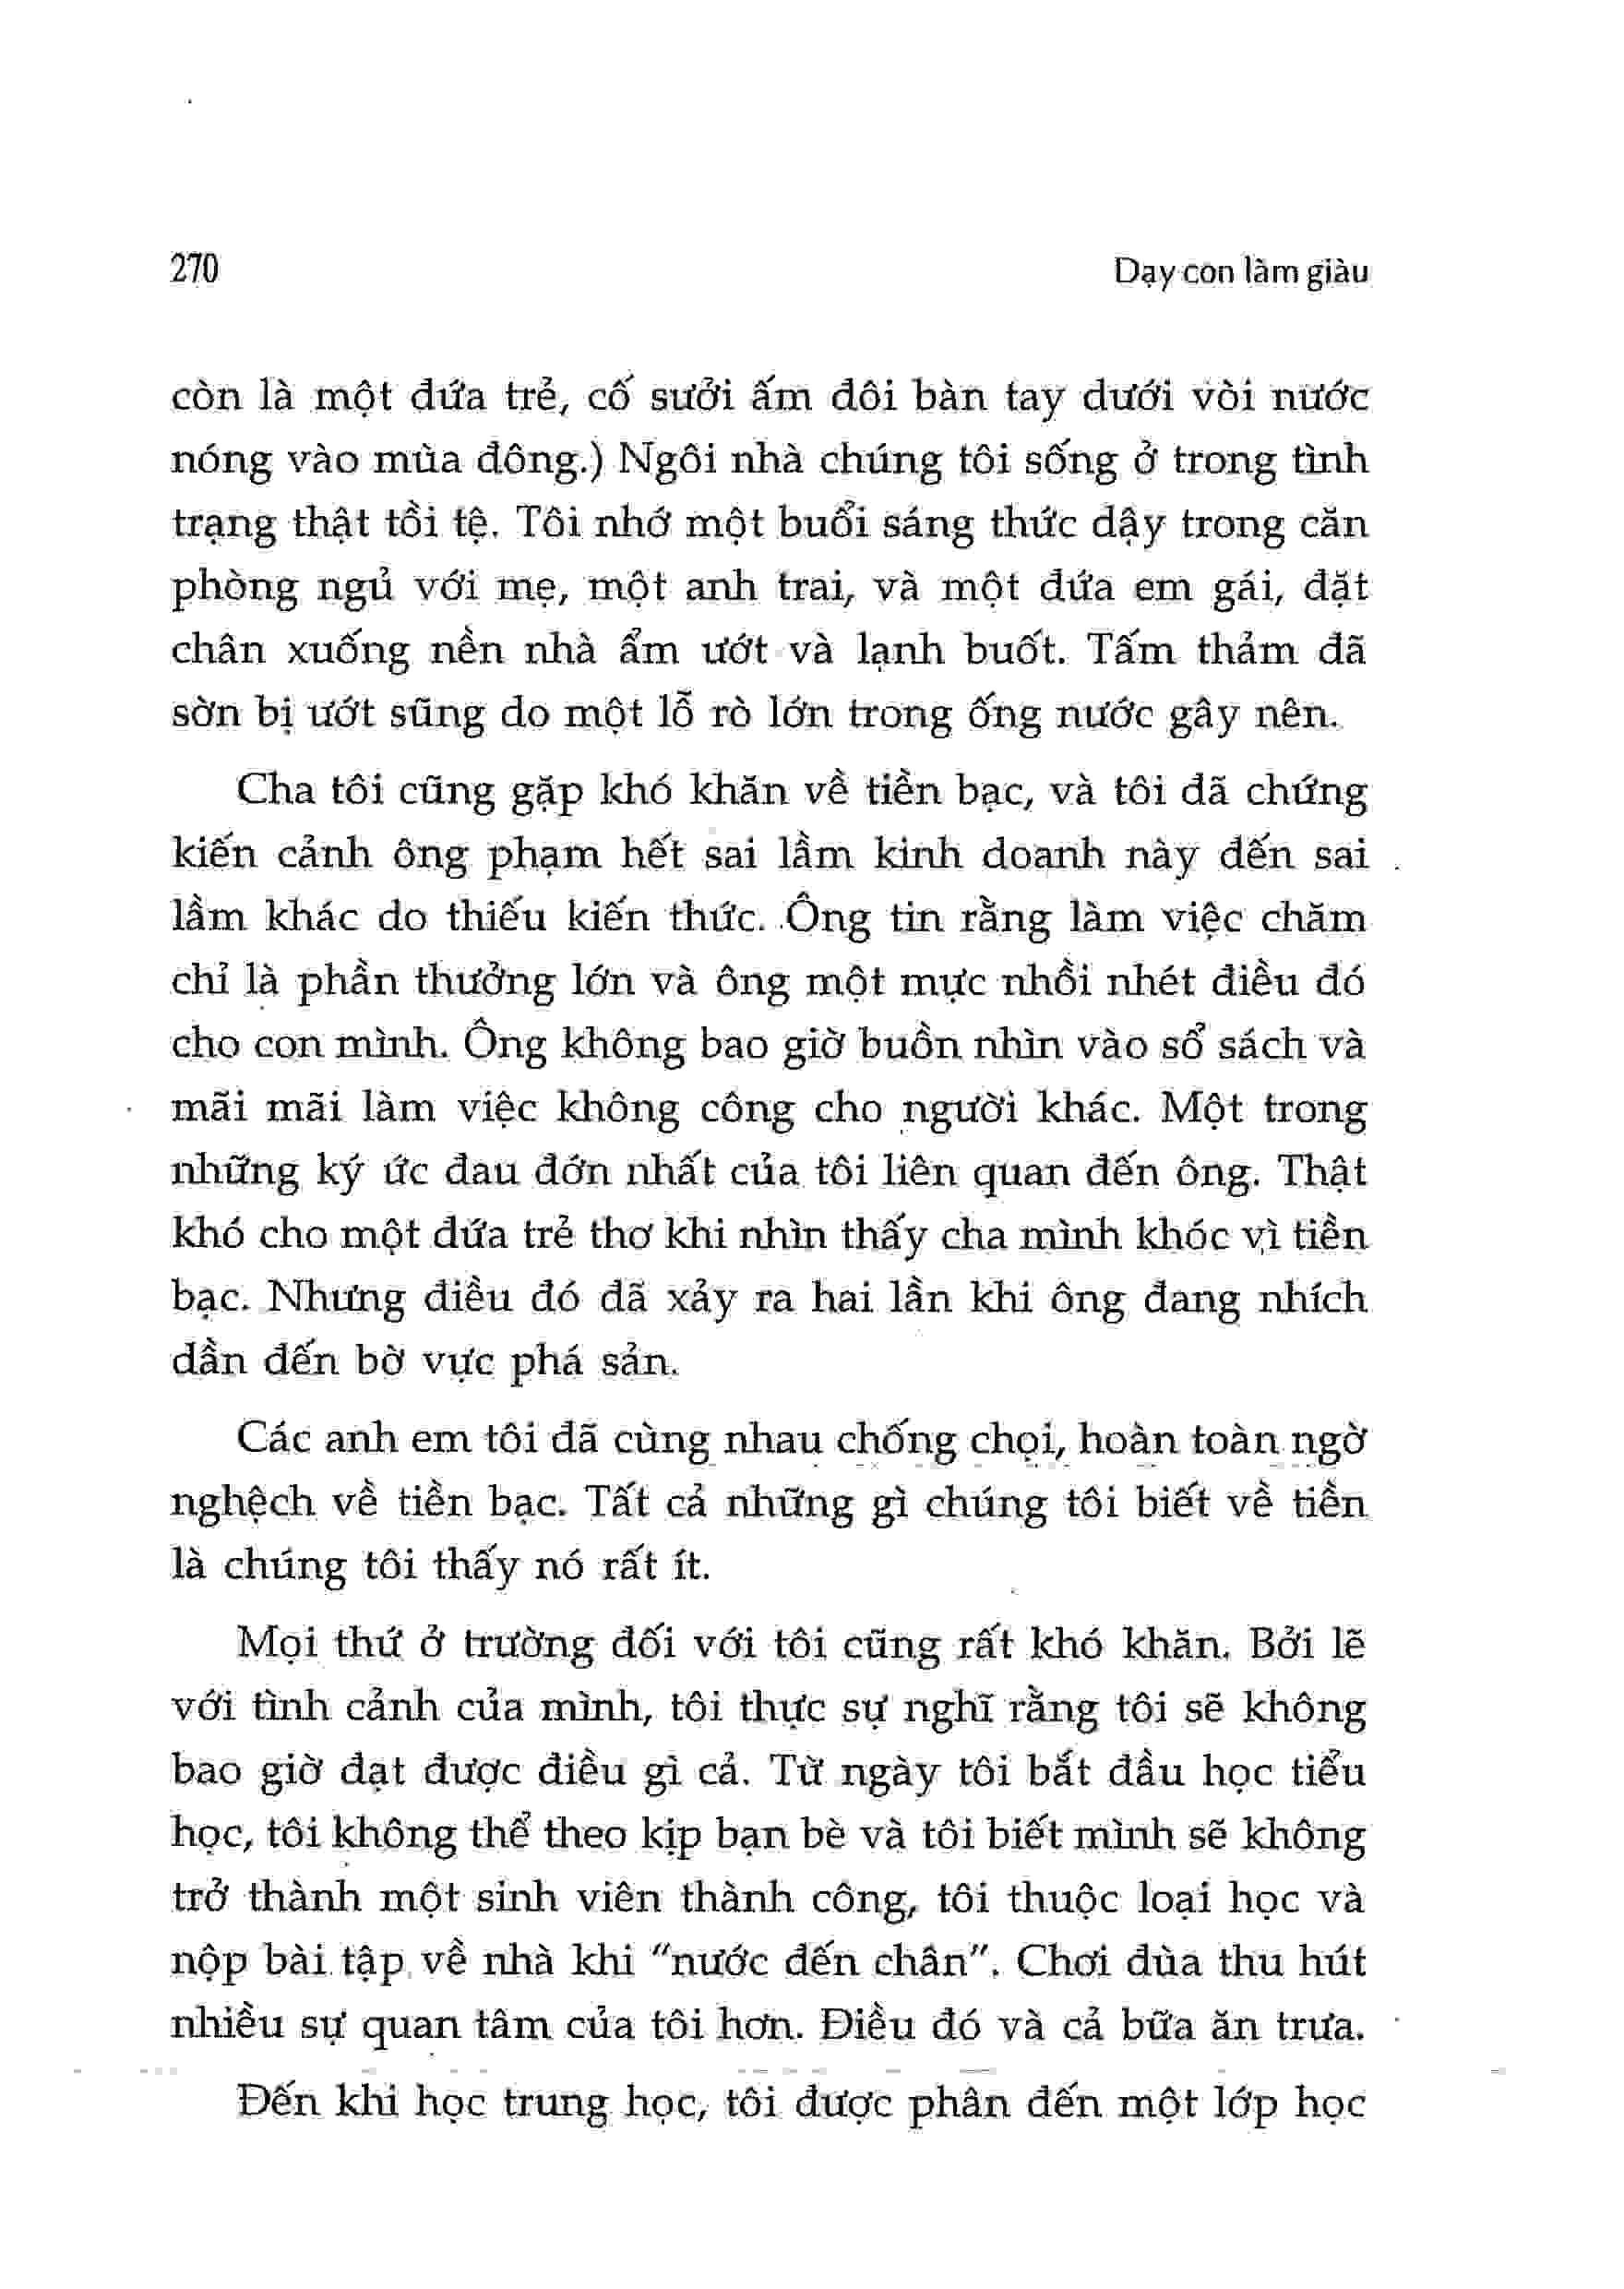 270 Dạy con làm giàu
còn là một đứa trẻ, cố sưởi ấm đôi bàn tay dưới vòi nước
nóng vào mùa đông.) Ngôi nhà chúng tôi sống ở trong tình
trạng thật tồi tệ. Tôi nhớ một buổi sáng thức dậy trong căn
phòng ngủ với mẹ, một anh trai, và một đứa em gái, đặt
chân xuống nền nhà ẩm ướt và lạnh buốt. Tấm thảm đã
sờn bị ướt sũng do một lỗ rò lớn trong ống nước gây nên.
Cha tôi cũng gặp khó khăn về tiền bạc, và tôi đã chứng
kiến cảnh ông phạm hết sai lầm kinh doanh này đến sai
lầm khác do thiếu kiến thức. Ông tin rằng làm việc chăm
chỉ là phần thưởng lớn và ông một mực nhồi nhét điều đó
cho con mình. Ông không bao giờ buồn nhìn vào sổ sách và
mãi mãi làm việc không công cho người khác. Một trong
những ký ức đau đớn nhất của tôi liên quan đến ông. Thật
khó cho một đứa trẻ thơ khi nhìn thấy cha mình khóc vì tiền
bạc. Nhưng điều đó đã xảy ra hai lần khi ông đang nhích
dần đến bờ vực phá sản.
Các anh em tôi đã cùng nhau chống chọi, hoàn toàn ngờ
nghệch về tiền bạc. Tất cả những gì chúng tôi biết về tiền
là chúng tôi thấy nó rất ít.
Mọi thứ ở trường đối với tôi cũng rất khó khăn. Bởi lẽ
với tình cảnh của mình, tôi thực sự nghĩ rằng tôi sẽ không
bao giờ đạt được điều gì cả. Từ ngày tôi bắt đầu học tiểu
học, tôi không thể theo kịp bạn bè và tôi biết mình sẽ không
trở thành một sinh viên thành công, tôi thuộc loại học và
nộp bài tập về nhà khi “nước đến chân”. Chơi đùa thu hút
nhiều sự quan tâm của tôi hơn. Điều đó và cả bữa ăn trưa.
Đến khi học trung học, tôi được phân đến một lớp học